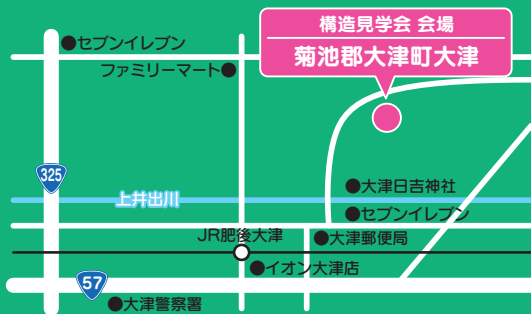 構造見学会 会場
菊池郡大津町大津
●セブンイレブン
ファミリーマート●
325
上井出川
●大津日吉神社
●セブンイレブン
JR肥後大津
●大津郵便局
●イオン大津店
57
●大津警察署